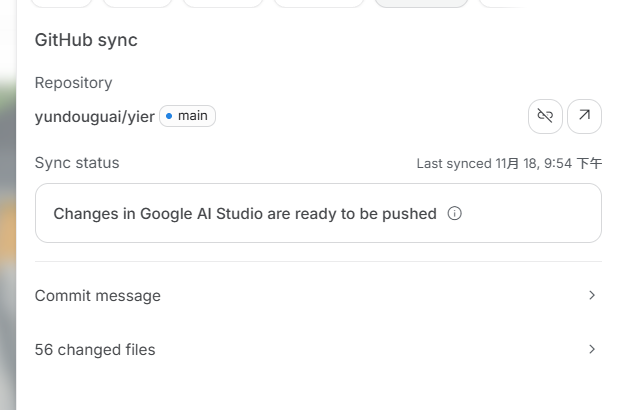 GitHub sync
Repository
yundouguai/yier main
Sync status Last synced 11月 18, 9:54 下午
Changes in Google AI Studio are ready to be pushed
Commit message
56 changed files